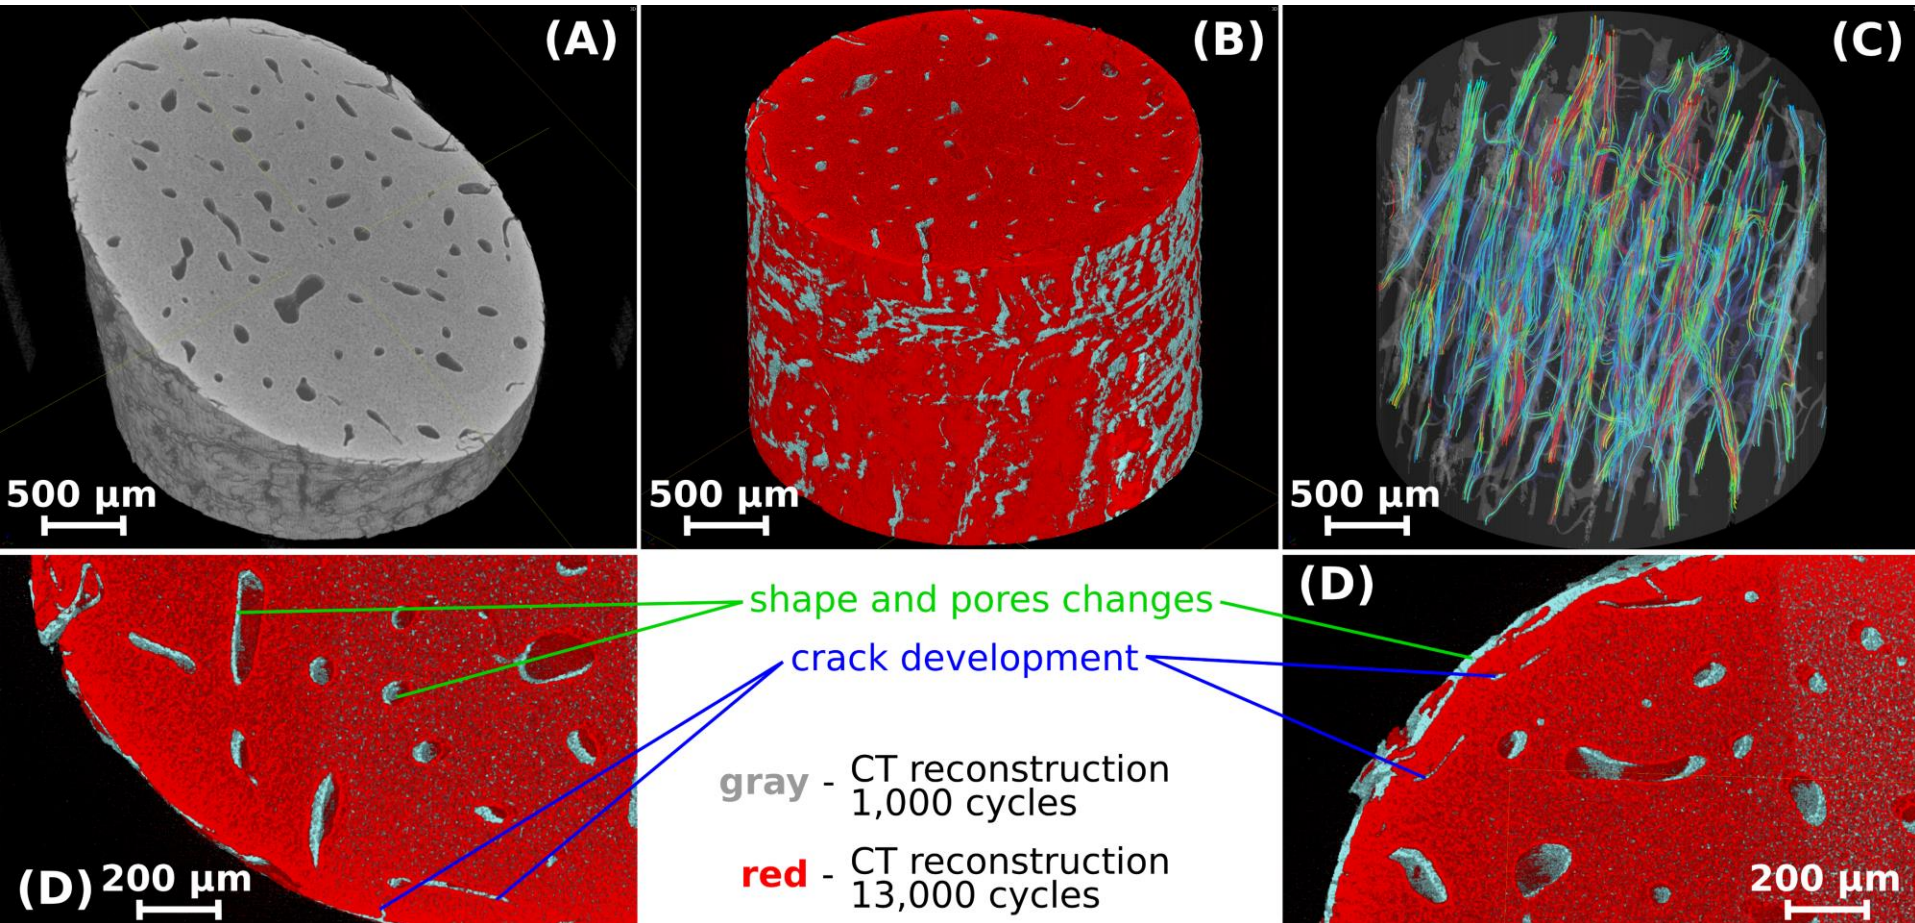 (A)
(B)
(C)
500 µm
500 µm
500 µm
shape and pores changes
crack development
gray - CT reconstruction
1,000 cycles
red - CT reconstruction
13,000 cycles
(D) 200 µm
(D)
200 µm